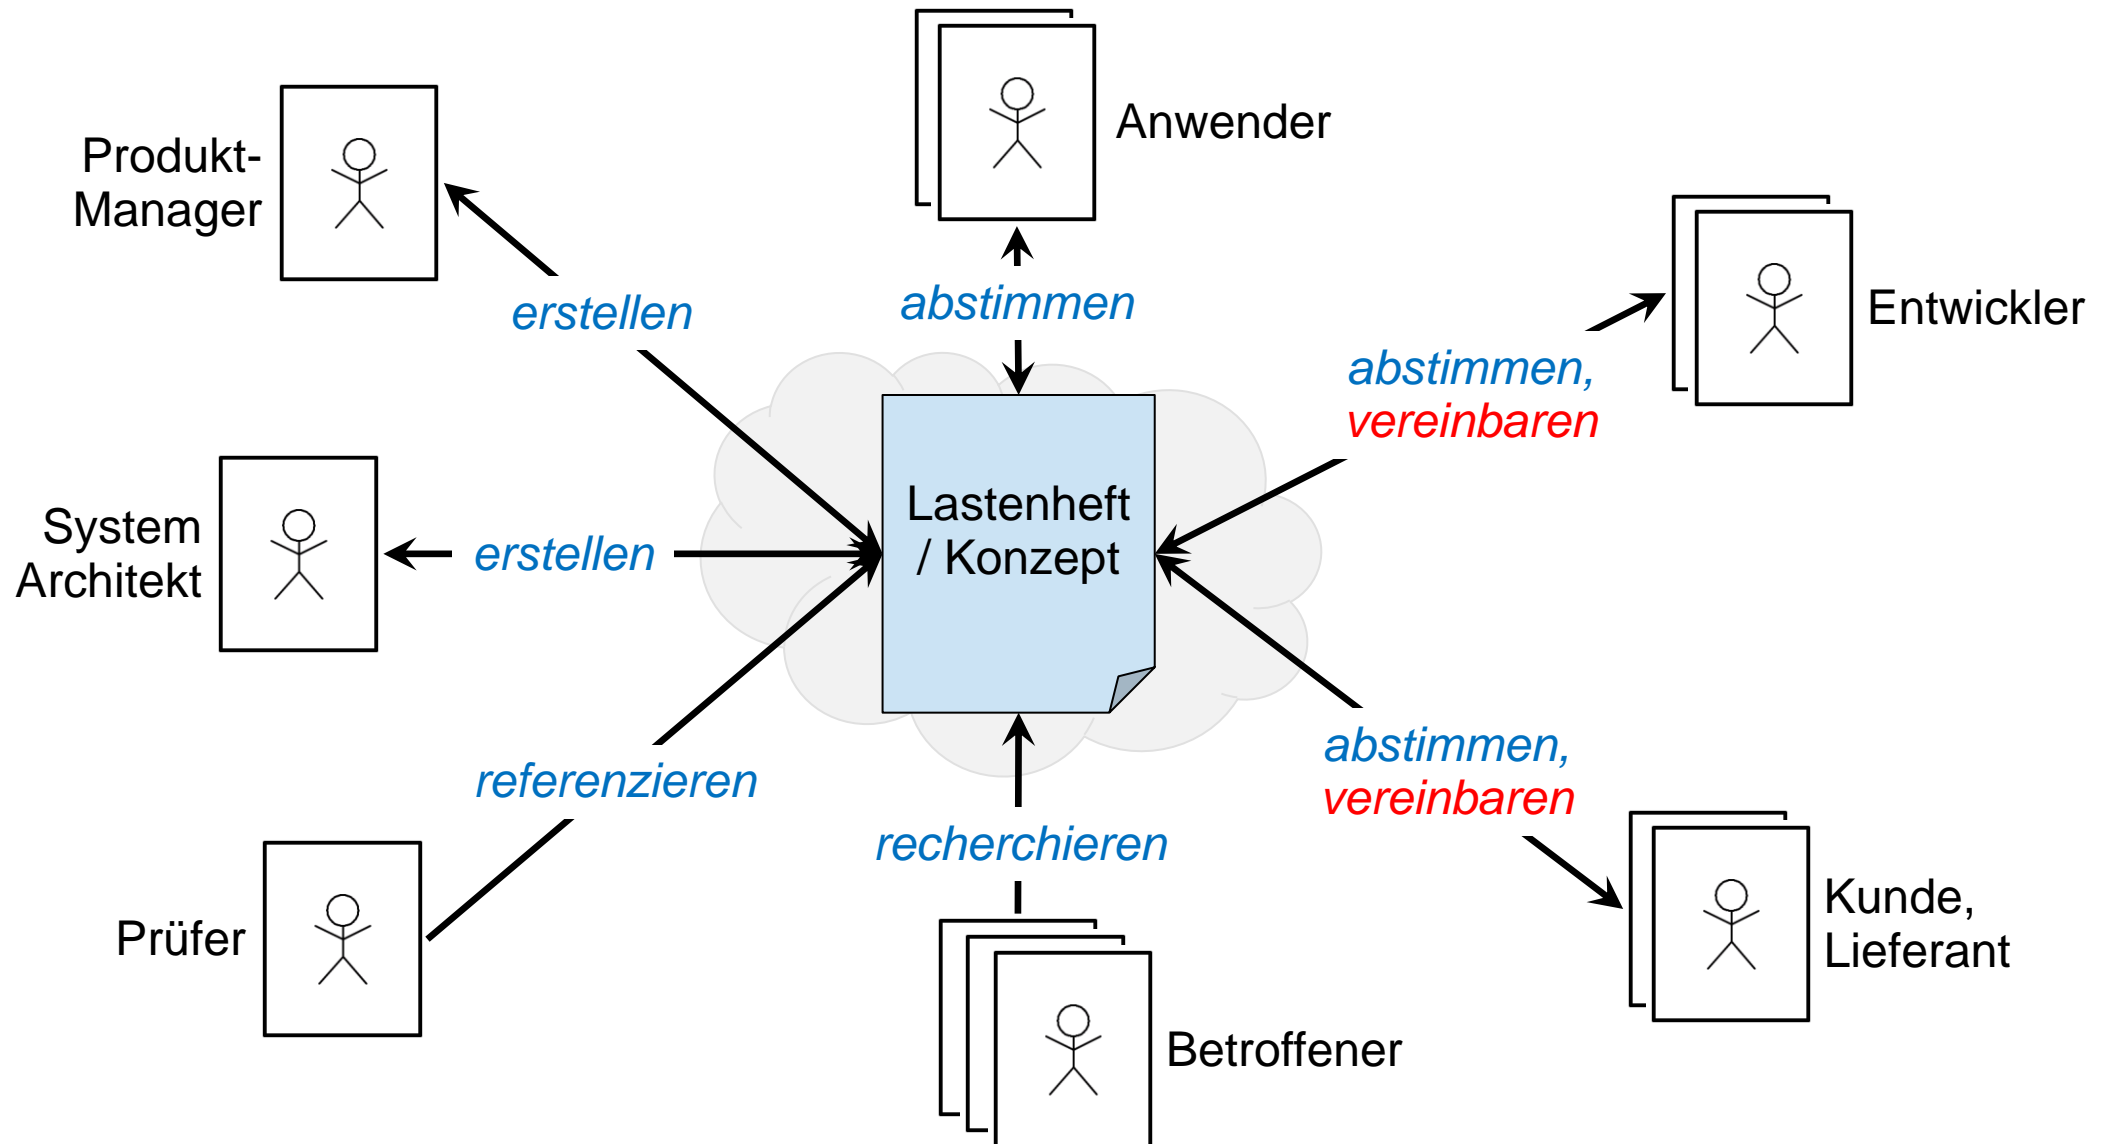 Anwender
Produkt-
Manager
erstellen
abstimmen
Entwickler
abstimmen,
vereinbaren
System
Architekt
erstellen
Lastenheft
/ Konzept
referenzieren
abstimmen,
vereinbaren
recherchieren
Prüfer
Kunde,
Lieferant
Betroffener